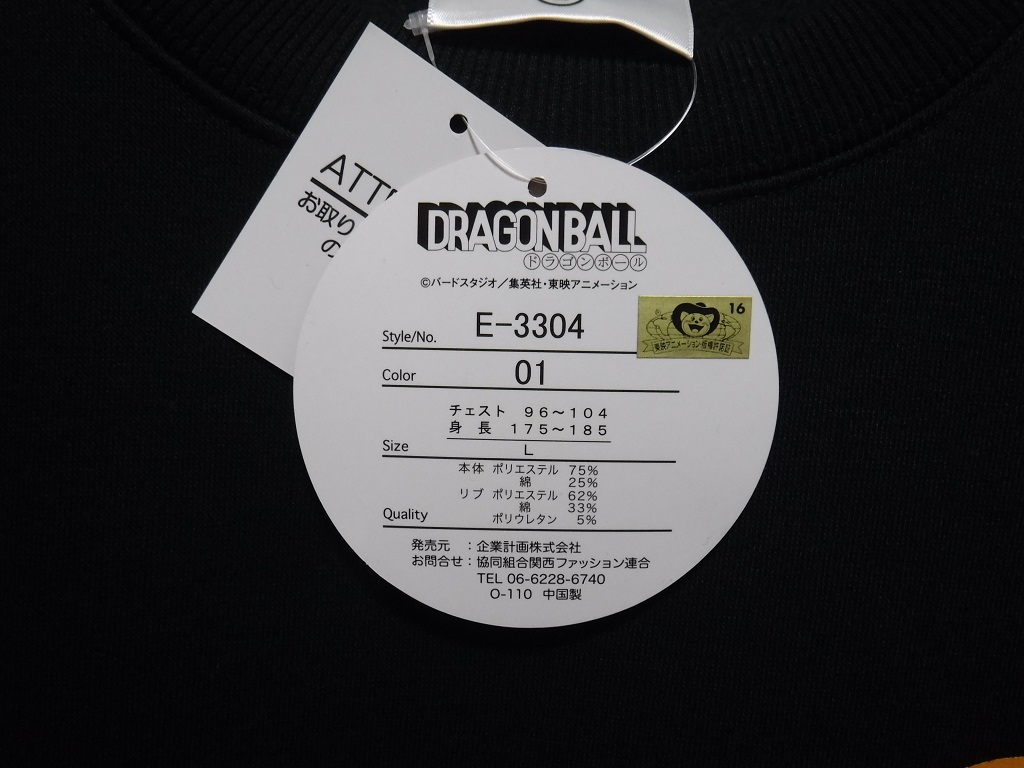 ATT
お取り
の
DRAGON BALL
ドラゴンボール
©バードスタジオ/集英社・東映アニメーション
16
東映アニメーション・版権許諾証
Style/No. E-3304
Color 01
チェスト 96~104
身長 175~185
Size L
本体 ポリエステル 75%
綿 25%
リブ ポリエステル 62%
綿 33%
ポリウレタン 5%
Quality
発売元 :企業計画株式会社
お問合せ:協同組合関西ファッション連合
TEL 06-6228-6740
O-110 中国製